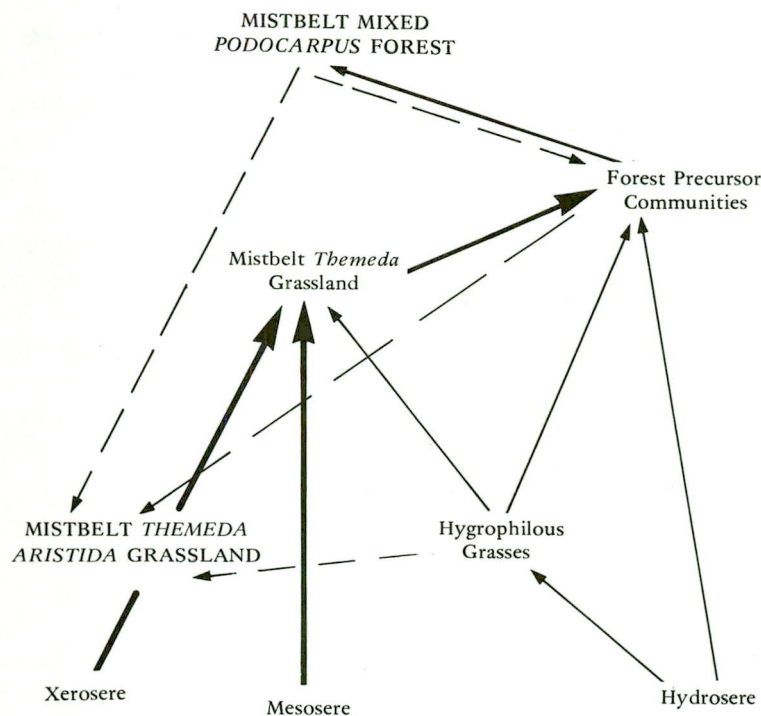 MISTBELT MIXED
PODOCARPUS FOREST
Forest Precursor
Communities
Mistbelt Themeda
Grassland
MISTBELT THEMEDA
ARISTIDA GRASSLAND
Hygrophilous
Grasses
Xerosere
Mesosere
Hydrosere